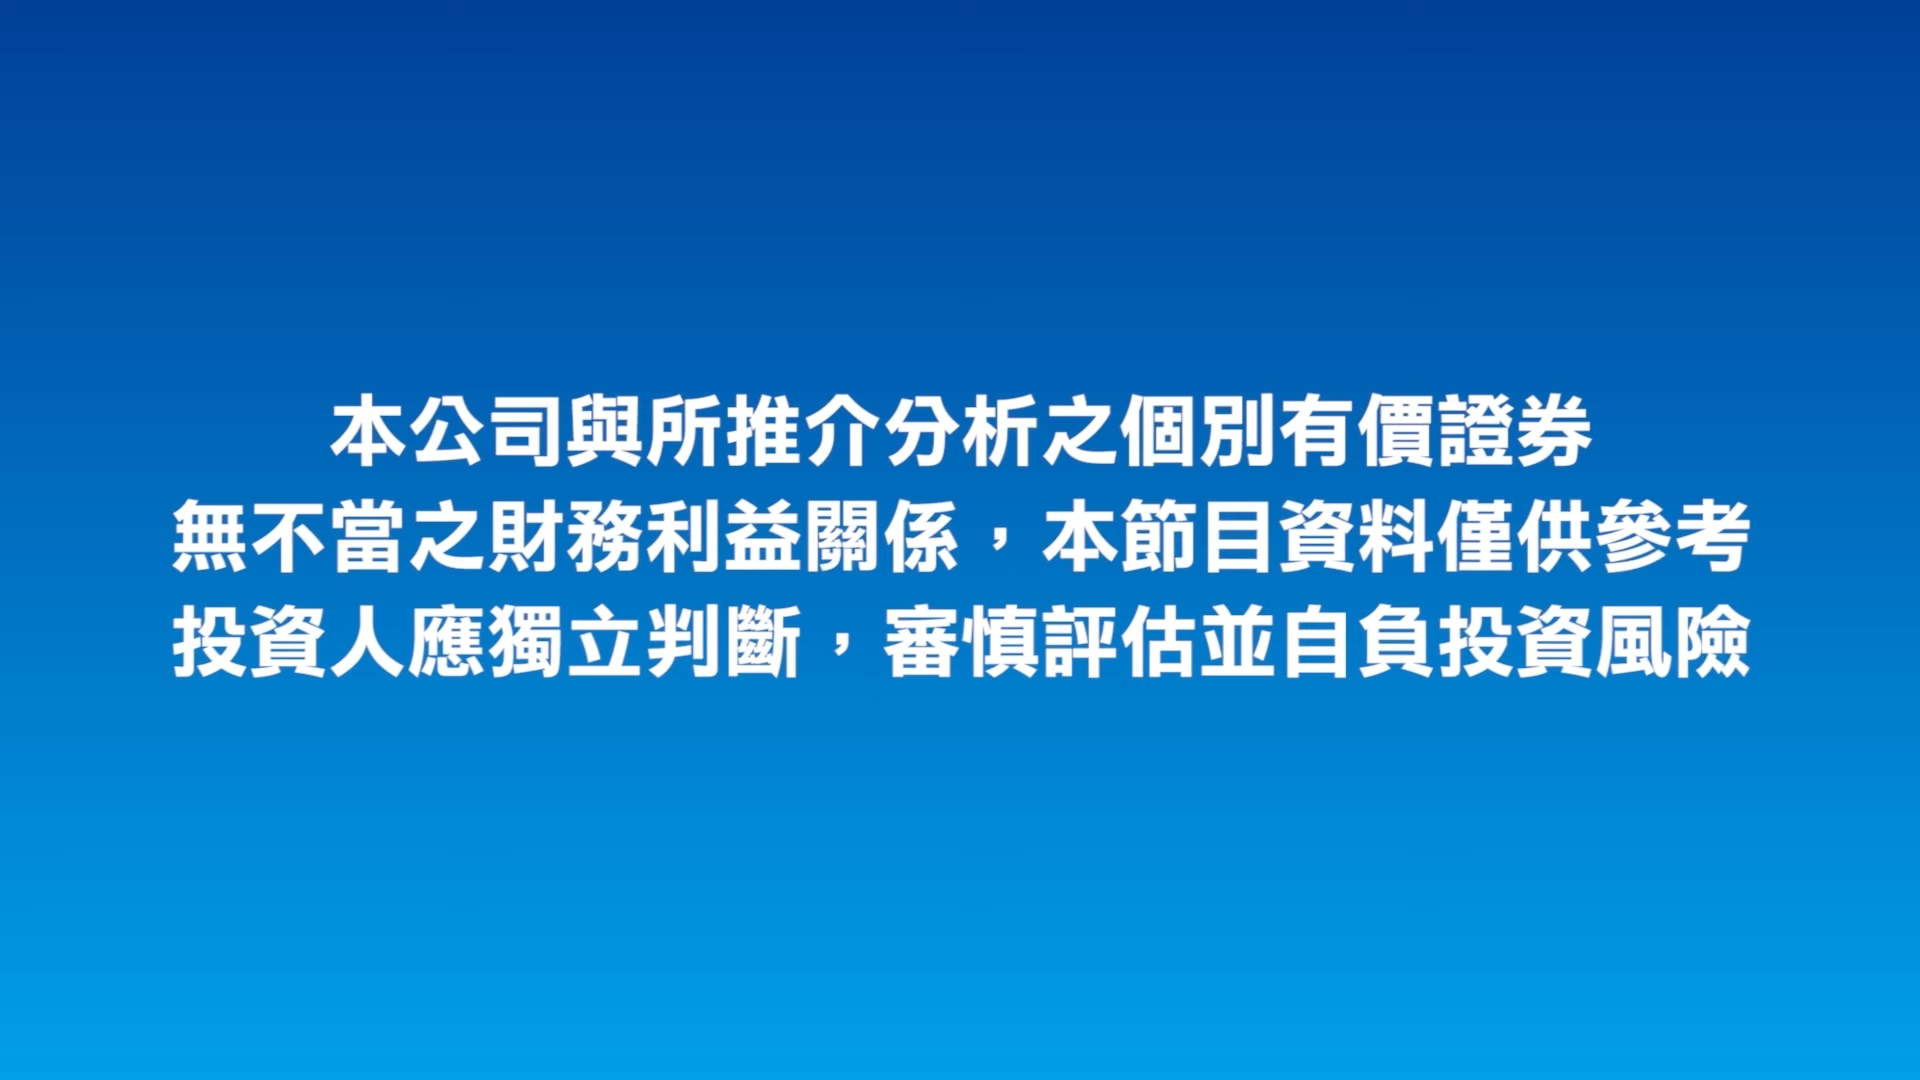 本公司與所推介分析之個別有價證券
無不當之財務利益關係，本節目資料僅供參考
投資人應獨立判斷，審慎評估並自負投資風險